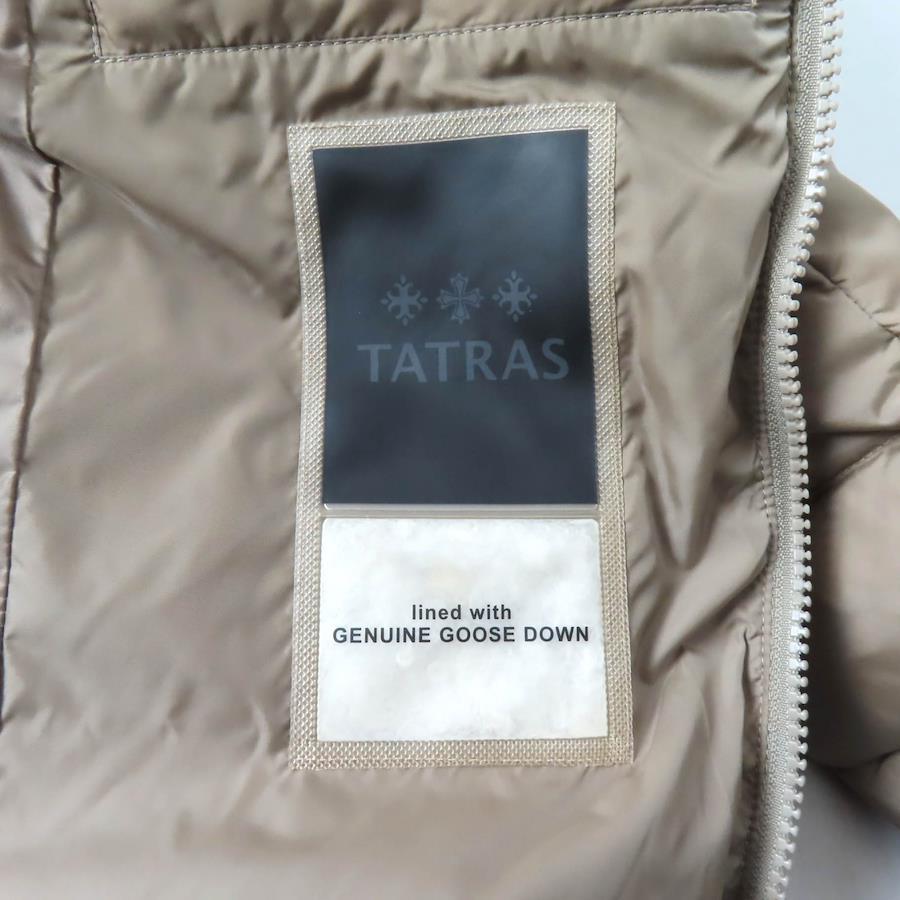 TATRAS
lined with
GENUINE GOOSE DOWN